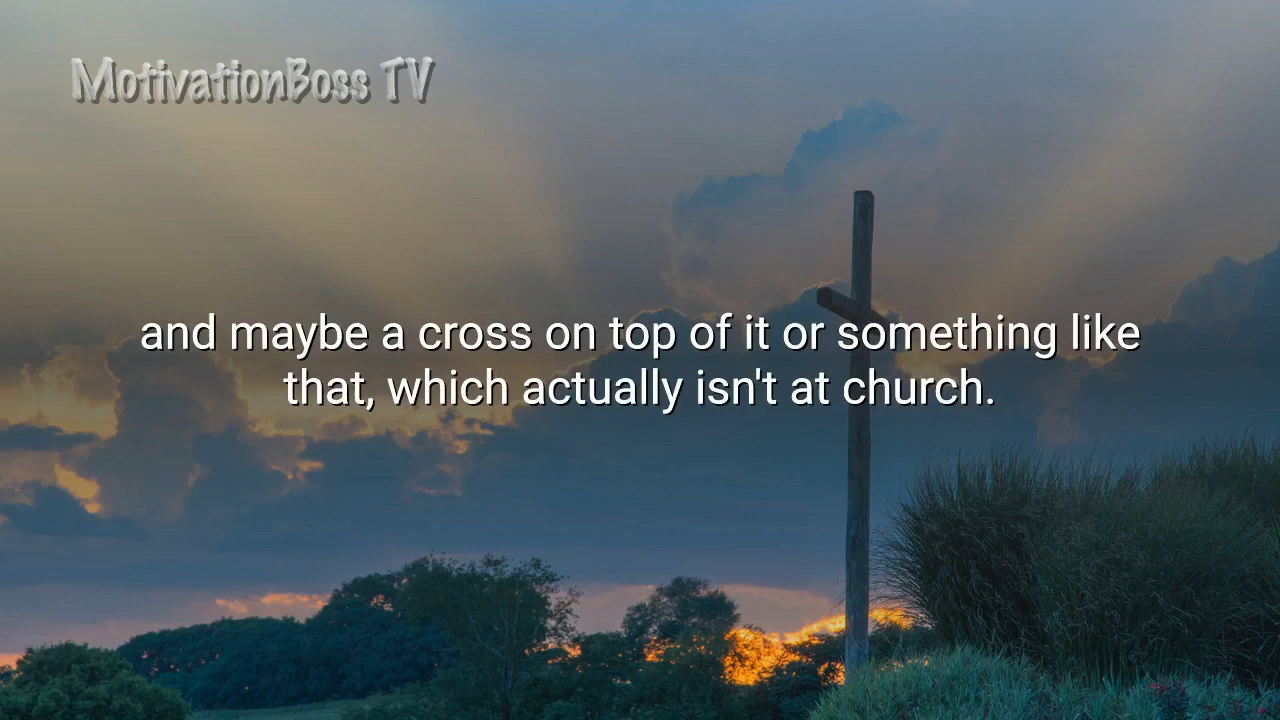 MotivationBoss TV
and maybe a cross on top of it or something like
that, which actually isn't at church.